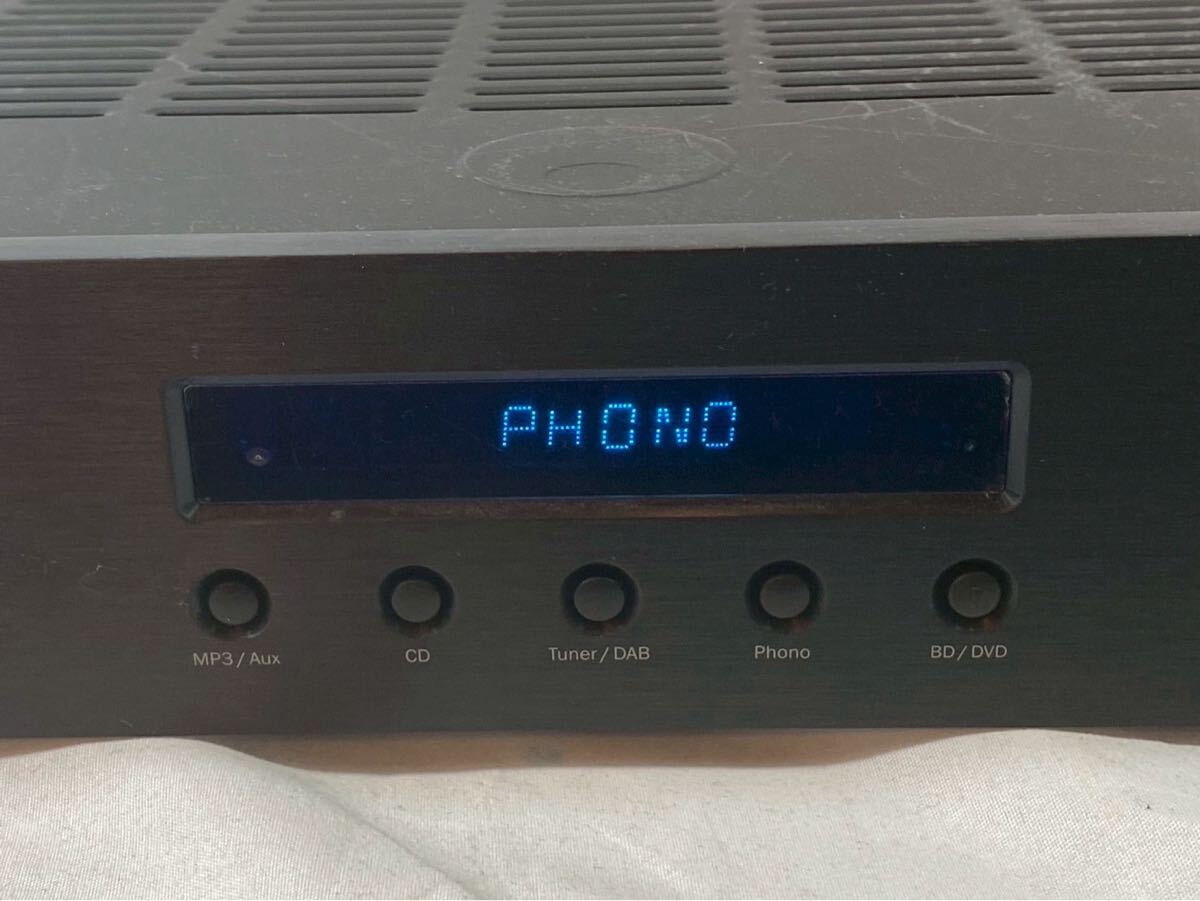 PHONO
MP3 / Aux CD Tuner / DAB Phono BD / DVD